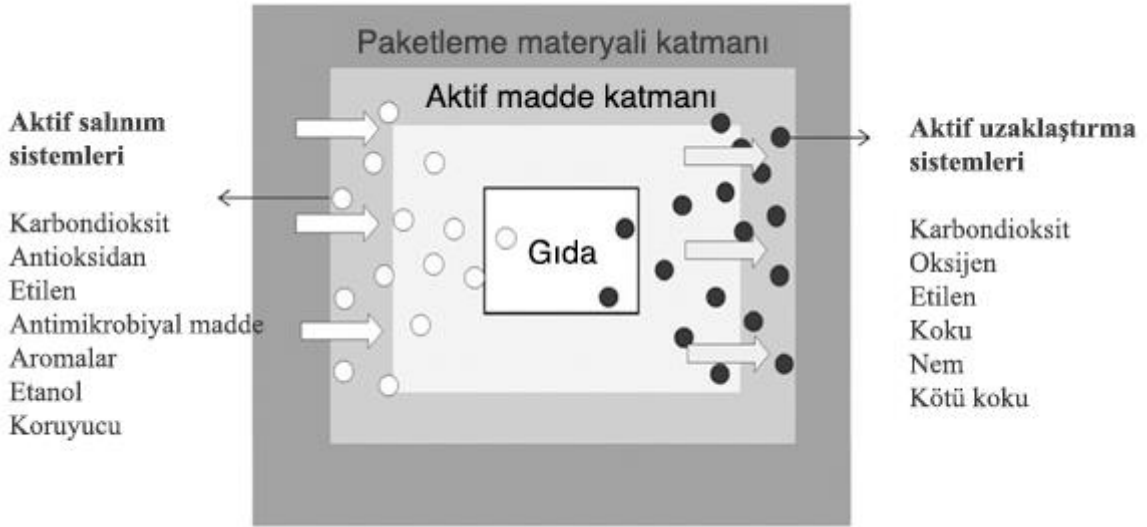 Paketleme materyali katmanı
Aktif madde katmanı
Gıda
Aktif salınım
sistemleri
Karbondioksit
Antioksidan
Etilen
Antimikrobiyal madde
Aromalar
Etanol
Koruyucu
Aktif uzaklaştırma
sistemleri
Karbondioksit
Oksijen
Etilen
Koku
Nem
Kötü koku